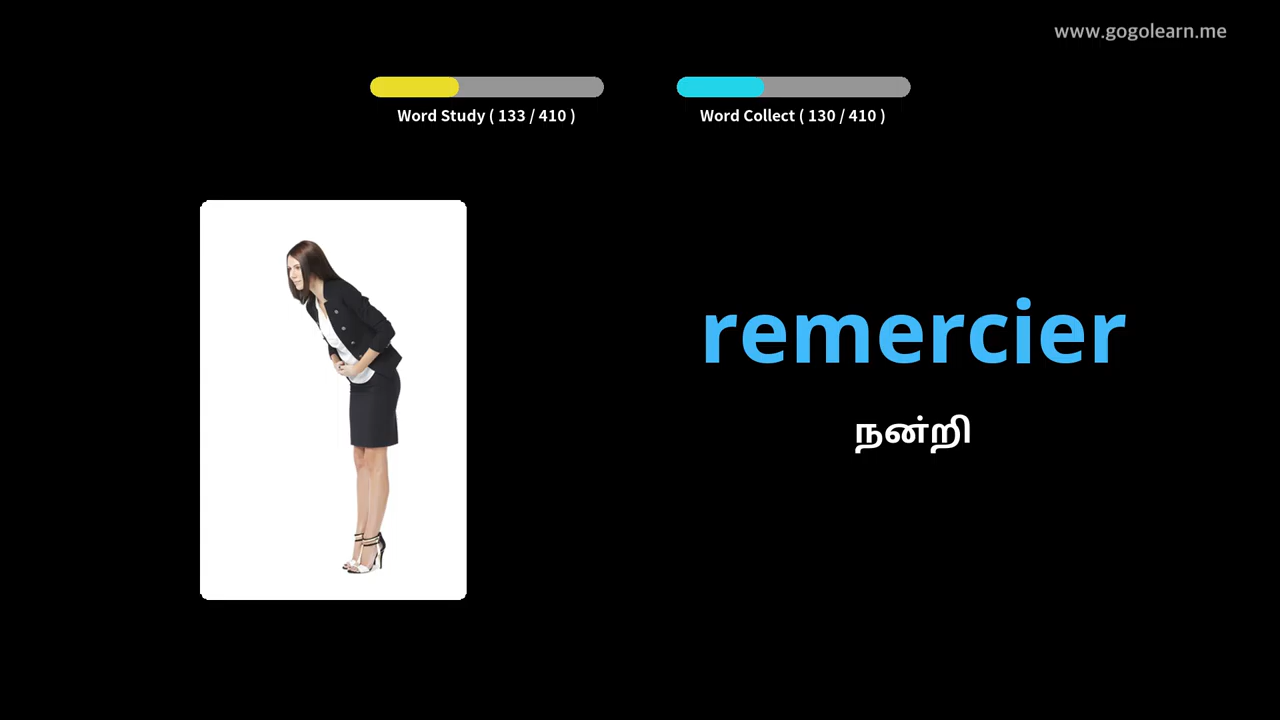 www.gogolearn.me
Word Study ( 133 / 410 )
Word Collect ( 130 / 410 )
remercier
நன்றி